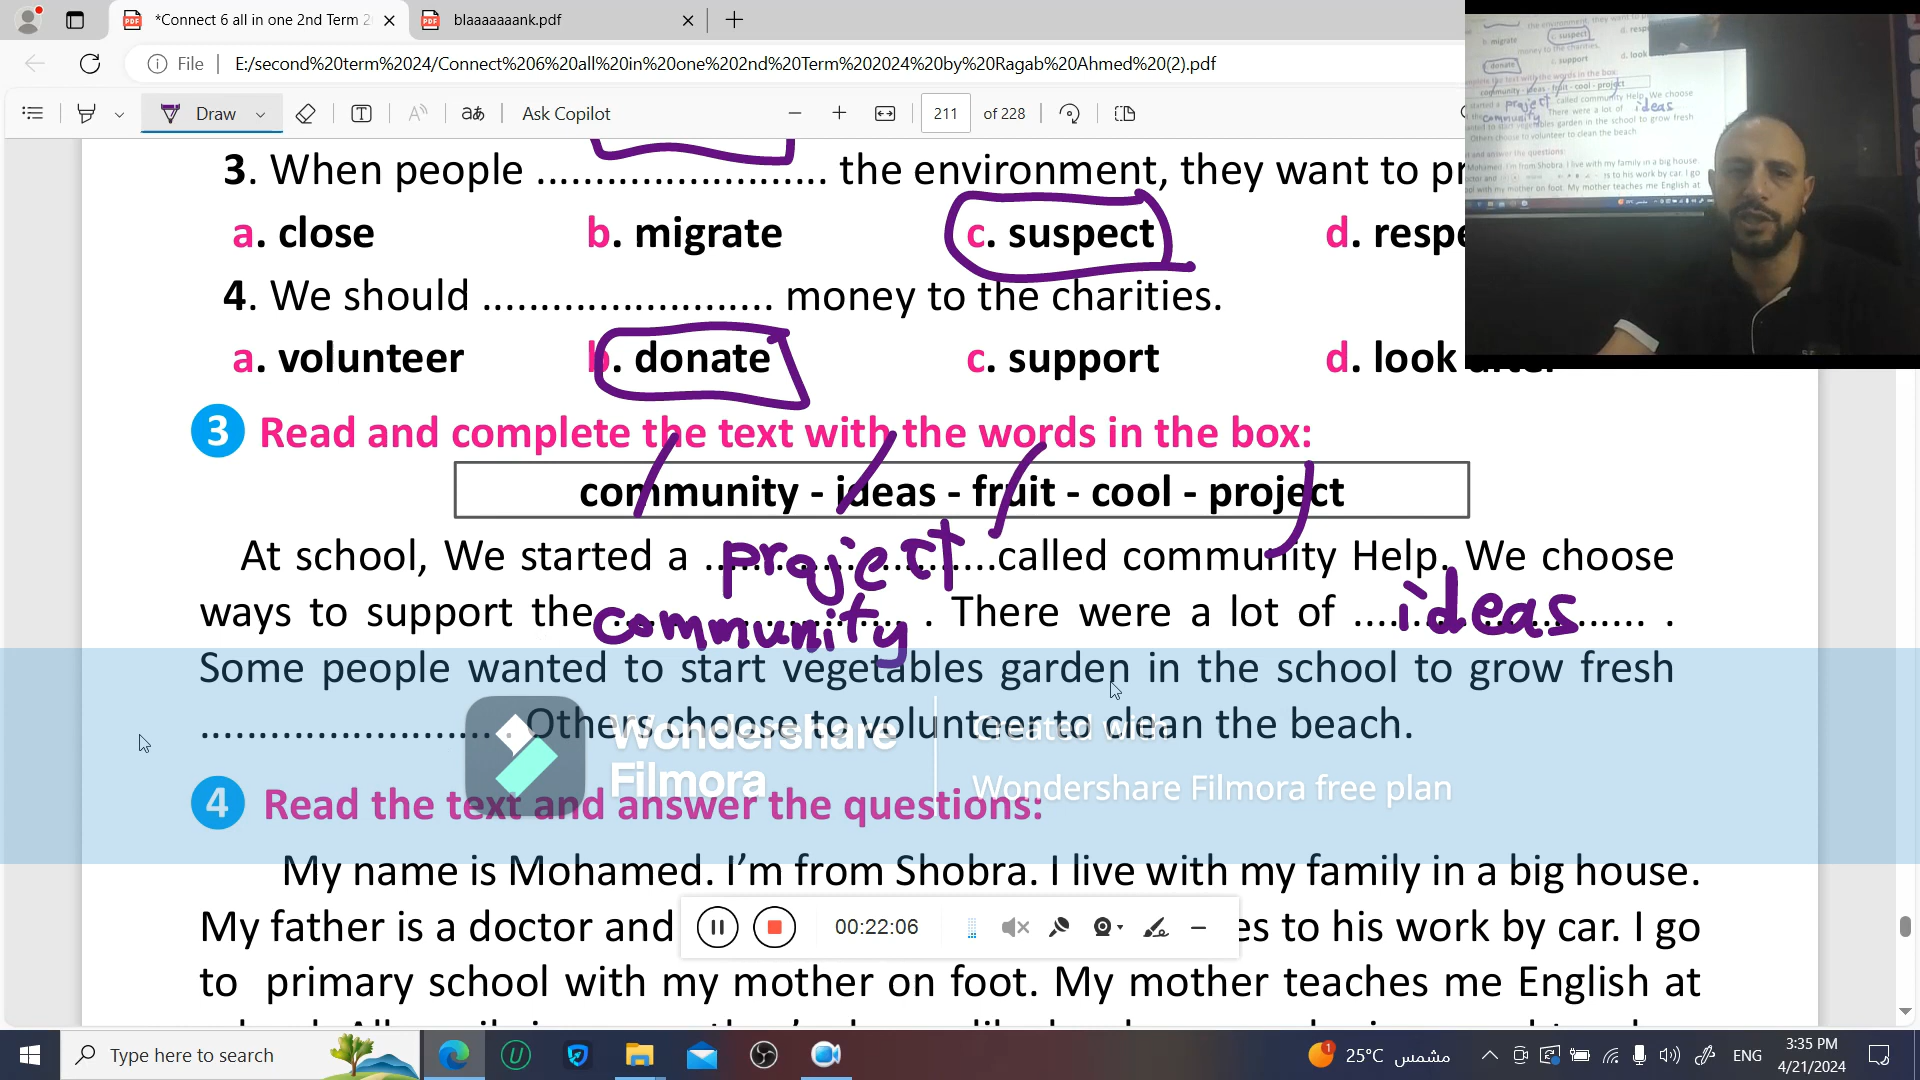 *Connect 6 all in one 2nd Term 2
blaaaaaaank.pdf
File
E:/second%20term%2024/Connect%206%20all%20in%20one%202nd%20Term%202024%20by%20Ragab%20Ahmed%20(2).pdf
Draw
Ask Copilot
211 of 228
3. When people ......................... the environment, they want to pr
a. close b. migrate c. suspect d. respe
4. We should ......................... money to the charities.
a. volunteer b. donate c. support d. look after
3 Read and complete the text with the words in the box:
community - ideas - fruit - cool - project
At school, We started a project called community Help. We choose
ways to support the community . There were a lot of ideas .
Some people wanted to start vegetables garden in the school to grow fresh
......................... . Others choose to volunteer to clean the beach.
Wondershare Filmora
Created with
Wondershare Filmora free plan
4 Read the text and answer the questions:
My name is Mohamed. I'm from Shobra. I live with my family in a big house.
My father is a doctor and es to his work by car. I go
00:22:06
to primary school with my mother on foot. My mother teaches me English at
Type here to search
25°C مشمس
ENG
3:35 PM
4/21/2024